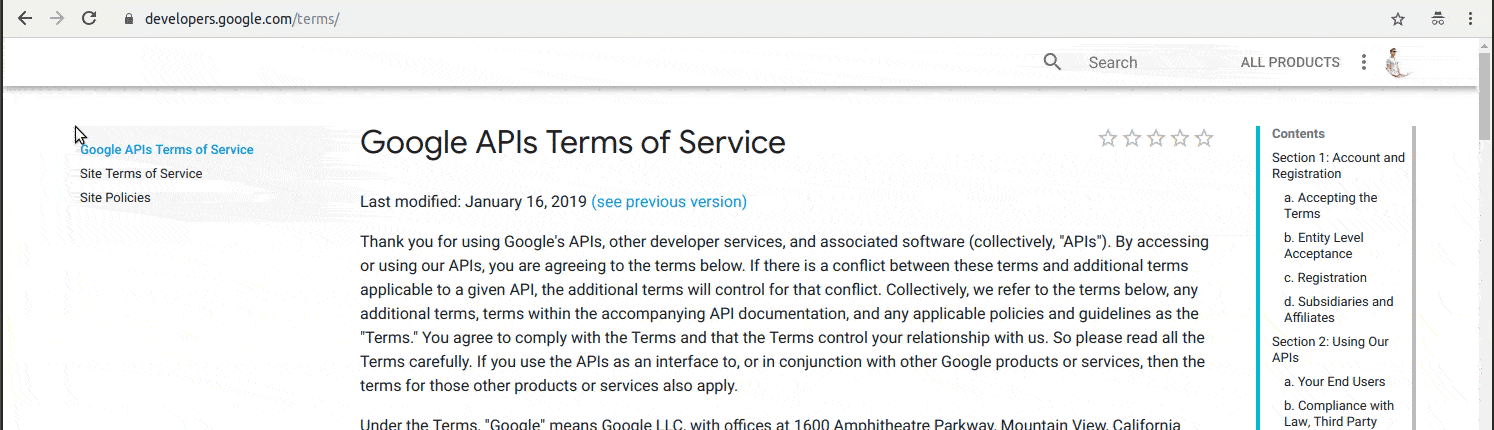 developers.google.com/terms/
Search
ALL PRODUCTS
Google APIs Terms of Service
Site Terms of Service
Site Policies
Google APIs Terms of Service
Last modified: January 16, 2019 (see previous version)
Thank you for using Google's APIs, other developer services, and associated software (collectively, "APIs"). By accessing
or using our APIs, you are agreeing to the terms below. If there is a conflict between these terms and additional terms
applicable to a given API, the additional terms will control for that conflict. Collectively, we refer to the terms below, any
additional terms, terms within the accompanying API documentation, and any applicable policies and guidelines as the
"Terms." You agree to comply with the Terms and that the Terms control your relationship with us. So please read all the
Terms carefully. If you use the APIs as an interface to, or in conjunction with other Google products or services, then the
terms for those other products or services also apply.
Under the Terms, "Google" means Google LLC, with offices at 1600 Amphitheatre Parkway, Mountain View, California
Contents
Section 1: Account and
Registration
a. Accepting the
Terms
b. Entity Level
Acceptance
c. Registration
d. Subsidiaries and
Affiliates
Section 2: Using Our
APIs
a. Your End Users
b. Compliance with
Law, Third Party